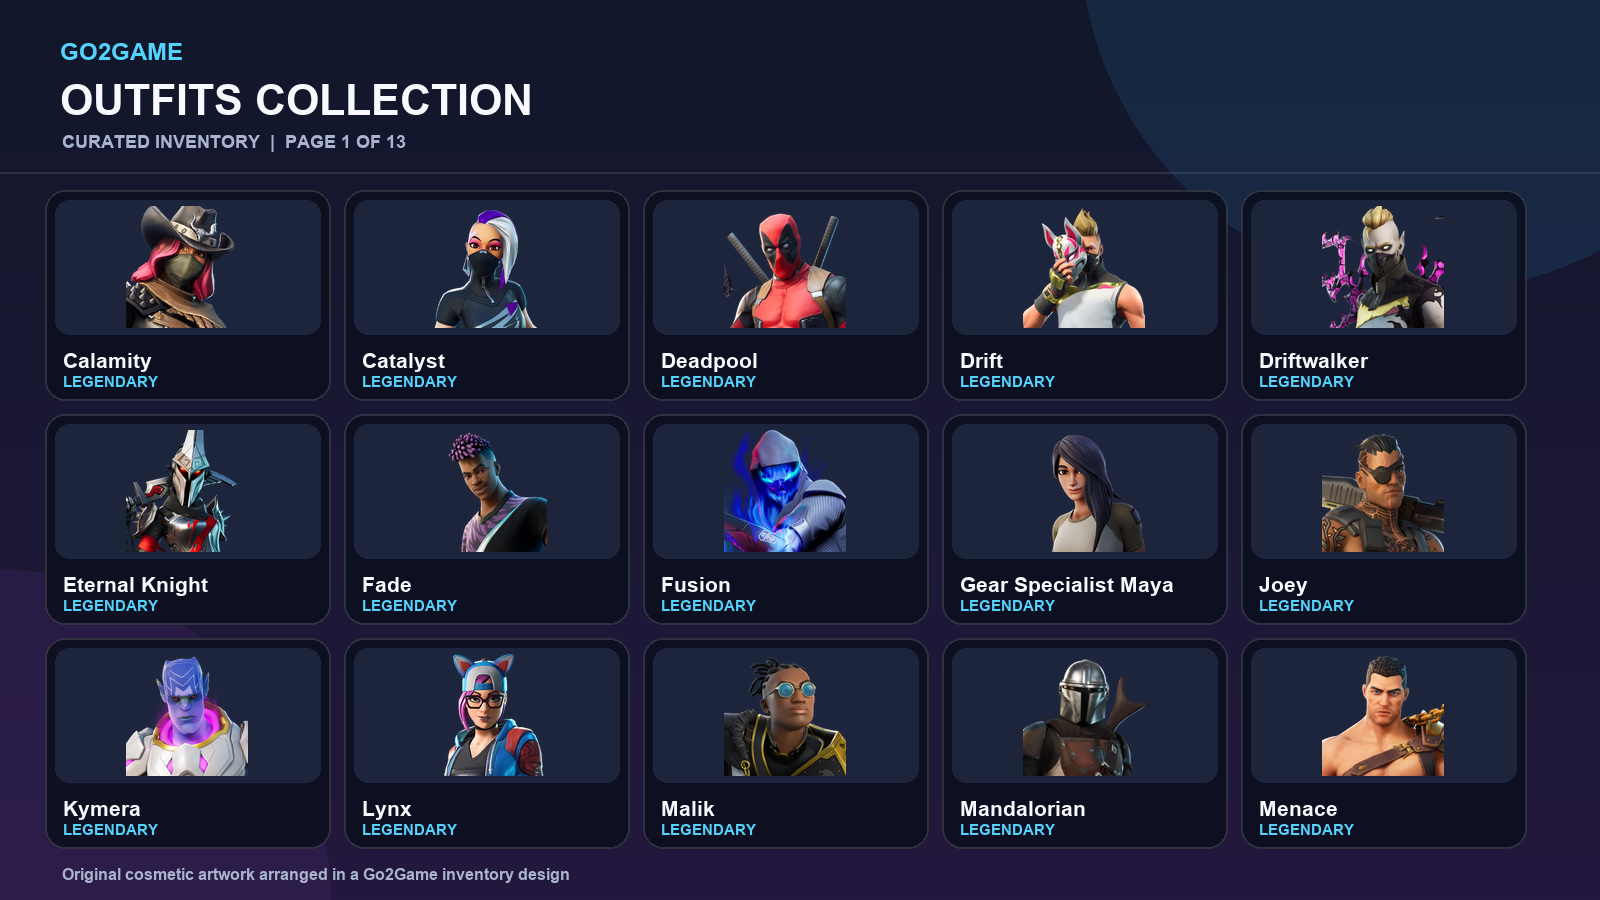 GO2GAME
OUTFITS COLLECTION
CURATED INVENTORY | PAGE 1 OF 13
Calamity
LEGENDARY
Catalyst
LEGENDARY
Deadpool
LEGENDARY
Drift
LEGENDARY
Driftwalker
LEGENDARY
Eternal Knight
LEGENDARY
Fade
LEGENDARY
Fusion
LEGENDARY
Gear Specialist Maya
LEGENDARY
Joey
LEGENDARY
Kymera
LEGENDARY
Lynx
LEGENDARY
Malik
LEGENDARY
Mandalorian
LEGENDARY
Menace
LEGENDARY
Original cosmetic artwork arranged in a Go2Game inventory design